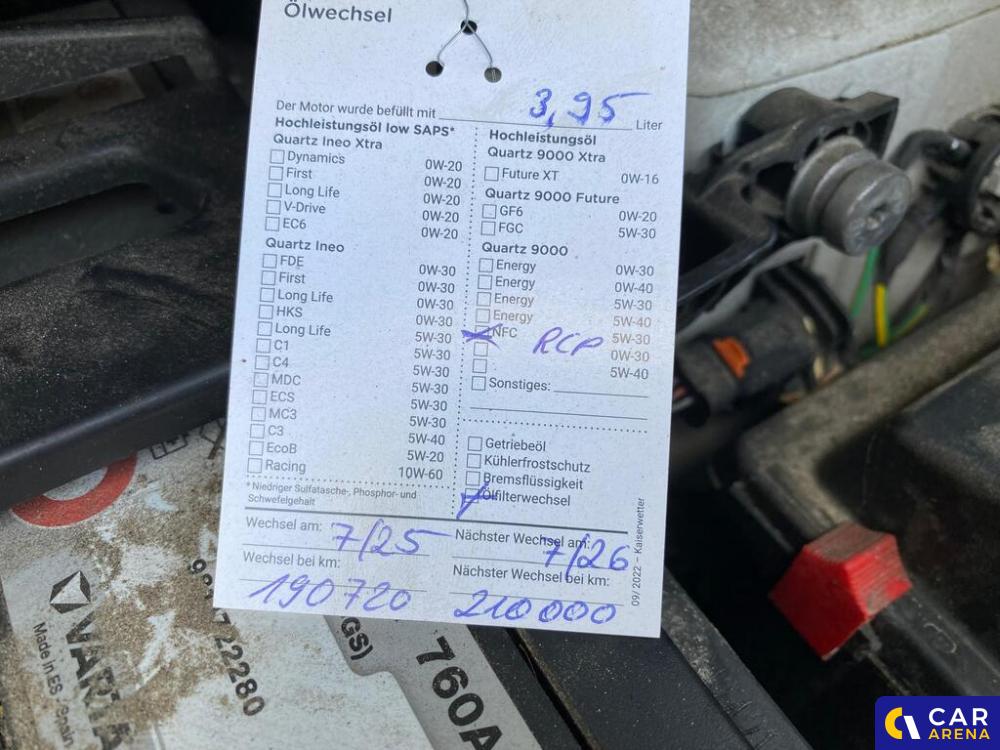 Ölwechsel
Der Motor wurde befüllt mit 3,95 Liter
Hochleistungsöl low SAPS*
Quartz Ineo Xtra
Dynamics 0W-20
First 0W-20
Long Life 0W-20
V-Drive 0W-20
EC6 0W-20
Quartz Ineo
FDE 0W-30
First 0W-30
Long Life 0W-30
HKS 0W-30
Long Life 5W-30
C1 5W-30
C4 5W-30
MDC 5W-30
ECS 5W-30
MC3 5W-30
C3 5W-40
EcoB 5W-20
Racing 10W-60
* Niedriger Sulfatasche-, Phosphor- und
Schwefelgehalt
Hochleistungsöl
Quartz 9000 Xtra
Future XT 0W-16
Quartz 9000 Future
GF6 0W-20
FGC 5W-30
Quartz 9000
Energy 0W-30
Energy 0W-40
Energy 5W-30
Energy 5W-40
NFC 5W-30
RCP
0W-30
5W-40
Sonstiges:
Getriebeöl
Kühlerfrostschutz
Bremsflüssigkeit
Ölfilterwechsel
Wechsel am: 7/25
Nächster Wechsel am: 7/26
Wechsel bei km: 190720
Nächster Wechsel bei km: 210000
09/2022 – Kaiserwetter
VARTA
Made in ES - Spain
22280
GS)
760A
CAR
ARENA